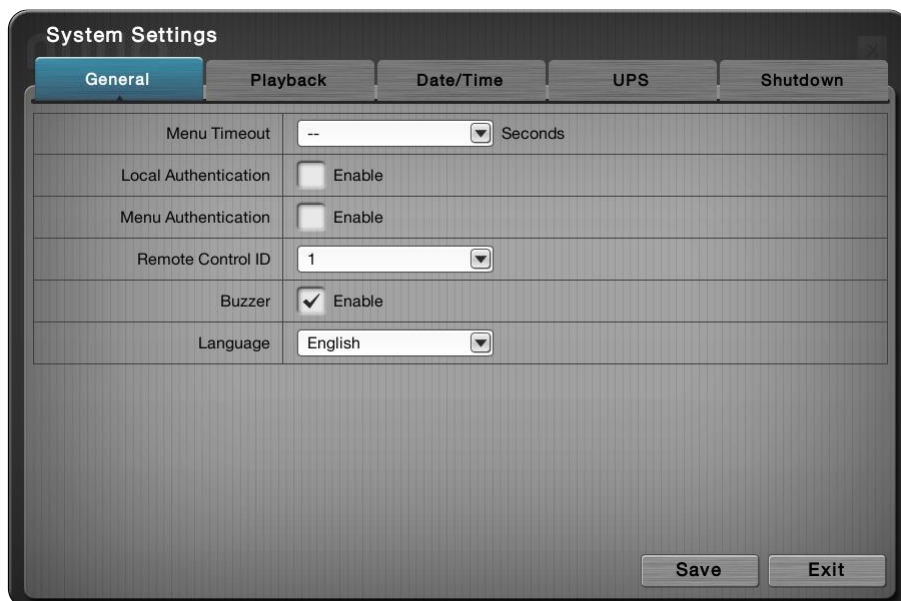 System Settings
General Playback Date/Time UPS Shutdown
Menu Timeout -- Seconds
Local Authentication Enable
Menu Authentication Enable
Remote Control ID 1
Buzzer Enable
Language English
Save Exit